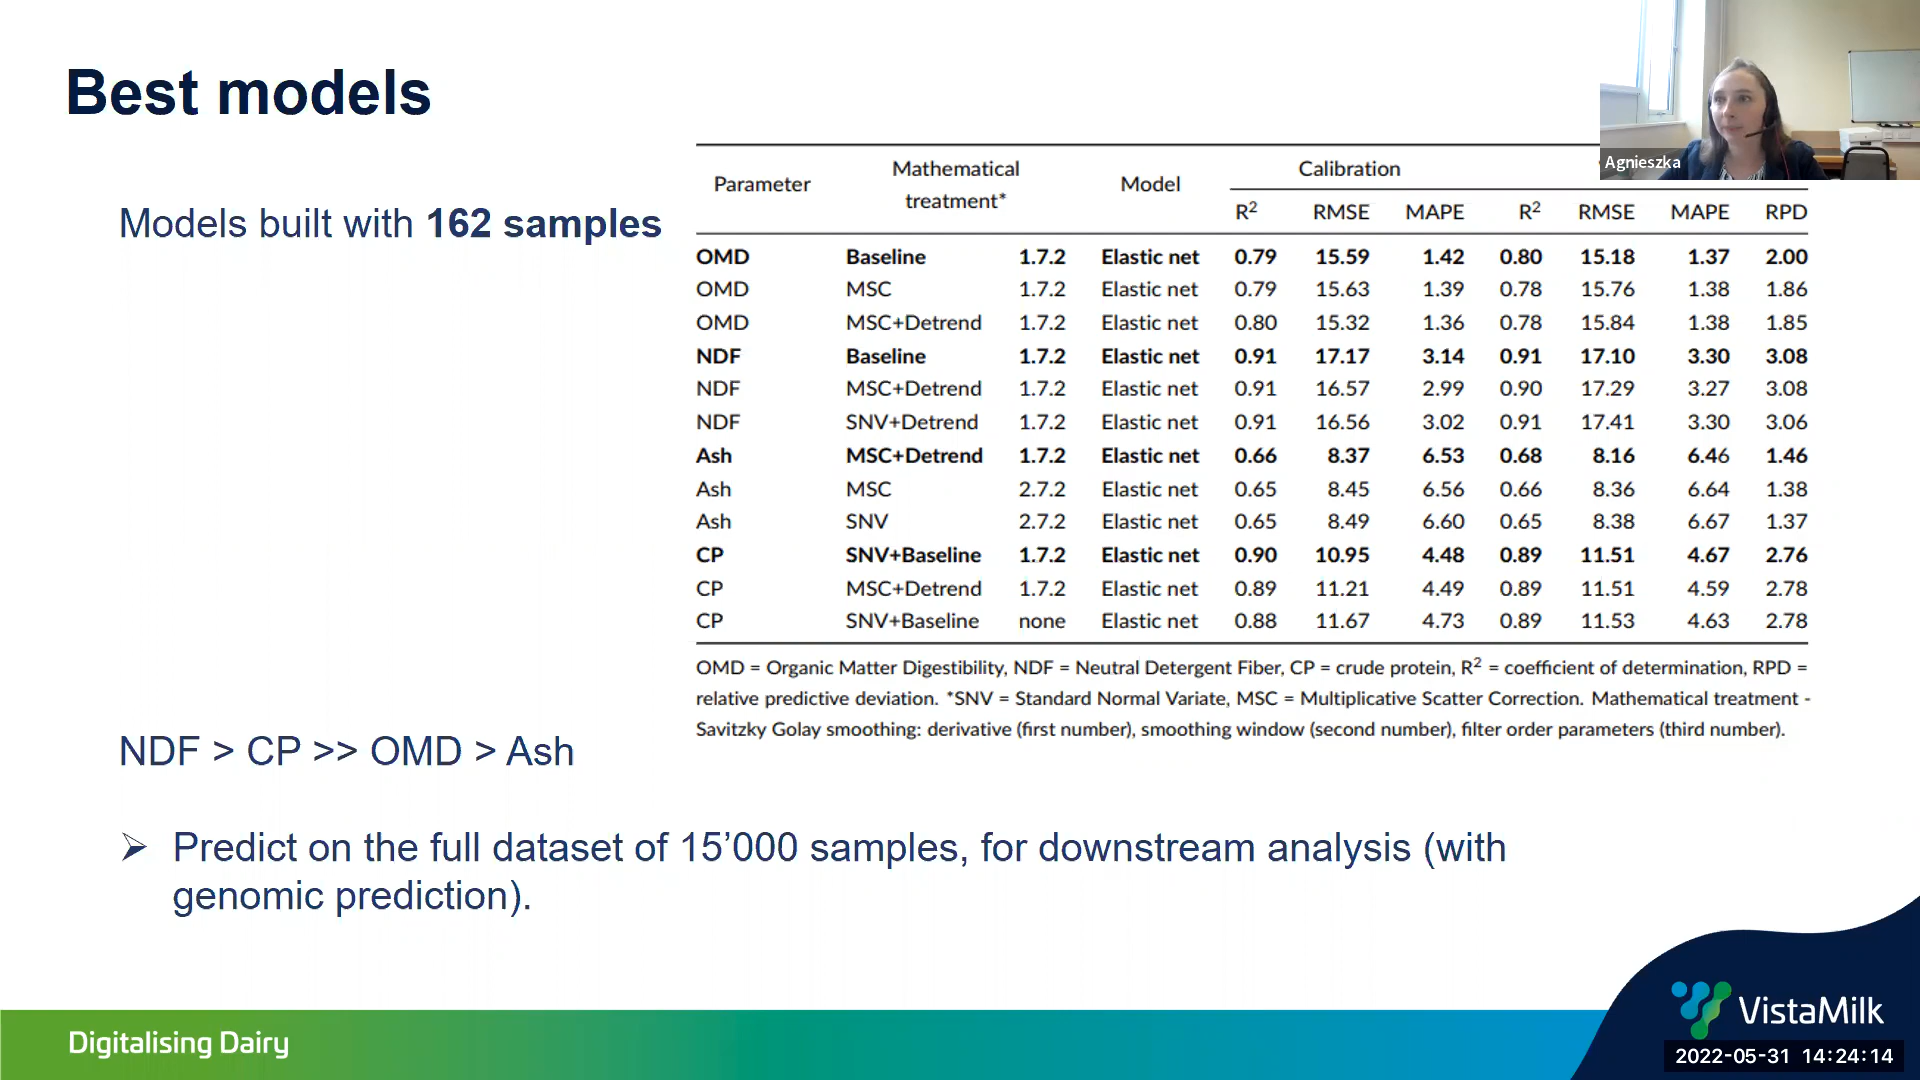 Best models
Agnieszka
Models built with 162 samples
Parameter Mathematical treatment* Model Calibration
R² RMSE MAPE R² RMSE MAPE RPD
OMD Baseline 1.7.2 Elastic net 0.79 15.59 1.42 0.80 15.18 1.37 2.00
OMD MSC 1.7.2 Elastic net 0.79 15.63 1.39 0.78 15.76 1.38 1.86
OMD MSC+Detrend 1.7.2 Elastic net 0.80 15.32 1.36 0.78 15.84 1.38 1.85
NDF Baseline 1.7.2 Elastic net 0.91 17.17 3.14 0.91 17.10 3.30 3.08
NDF MSC+Detrend 1.7.2 Elastic net 0.91 16.57 2.99 0.90 17.29 3.27 3.08
NDF SNV+Detrend 1.7.2 Elastic net 0.91 16.56 3.02 0.91 17.41 3.30 3.06
Ash MSC+Detrend 1.7.2 Elastic net 0.66 8.37 6.53 0.68 8.16 6.46 1.46
Ash MSC 2.7.2 Elastic net 0.65 8.45 6.56 0.66 8.36 6.64 1.38
Ash SNV 2.7.2 Elastic net 0.65 8.49 6.60 0.65 8.38 6.67 1.37
CP SNV+Baseline 1.7.2 Elastic net 0.90 10.95 4.48 0.89 11.51 4.67 2.76
CP MSC+Detrend 1.7.2 Elastic net 0.89 11.21 4.49 0.89 11.51 4.59 2.78
CP SNV+Baseline none Elastic net 0.88 11.67 4.73 0.89 11.53 4.63 2.78
OMD = Organic Matter Digestibility, NDF = Neutral Detergent Fiber, CP = crude protein, R² = coefficient of determination, RPD =
relative predictive deviation. *SNV = Standard Normal Variate, MSC = Multiplicative Scatter Correction. Mathematical treatment -
Savitzky Golay smoothing: derivative (first number), smoothing window (second number), filter order parameters (third number).
NDF > CP >> OMD > Ash
➢ Predict on the full dataset of 15’000 samples, for downstream analysis (with
genomic prediction).
Digitalising Dairy
VistaMilk
2022-05-31 14:24:14